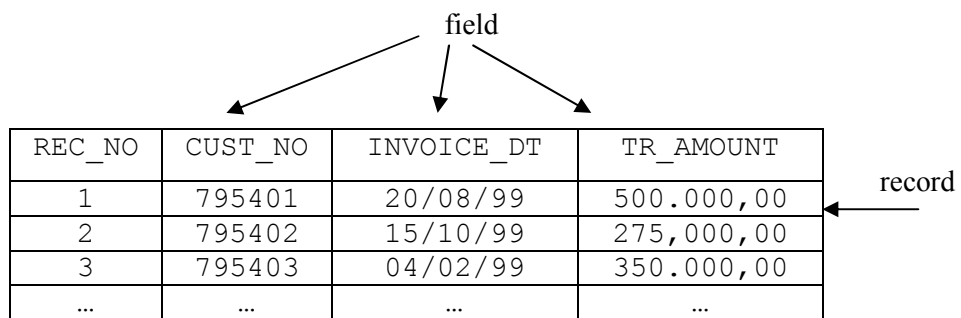 field
REC_NO CUST_NO INVOICE_DT TR_AMOUNT
record
1 795401 20/08/99 500.000,00
2 795402 15/10/99 275,000,00
3 795403 04/02/99 350.000,00
… … … …